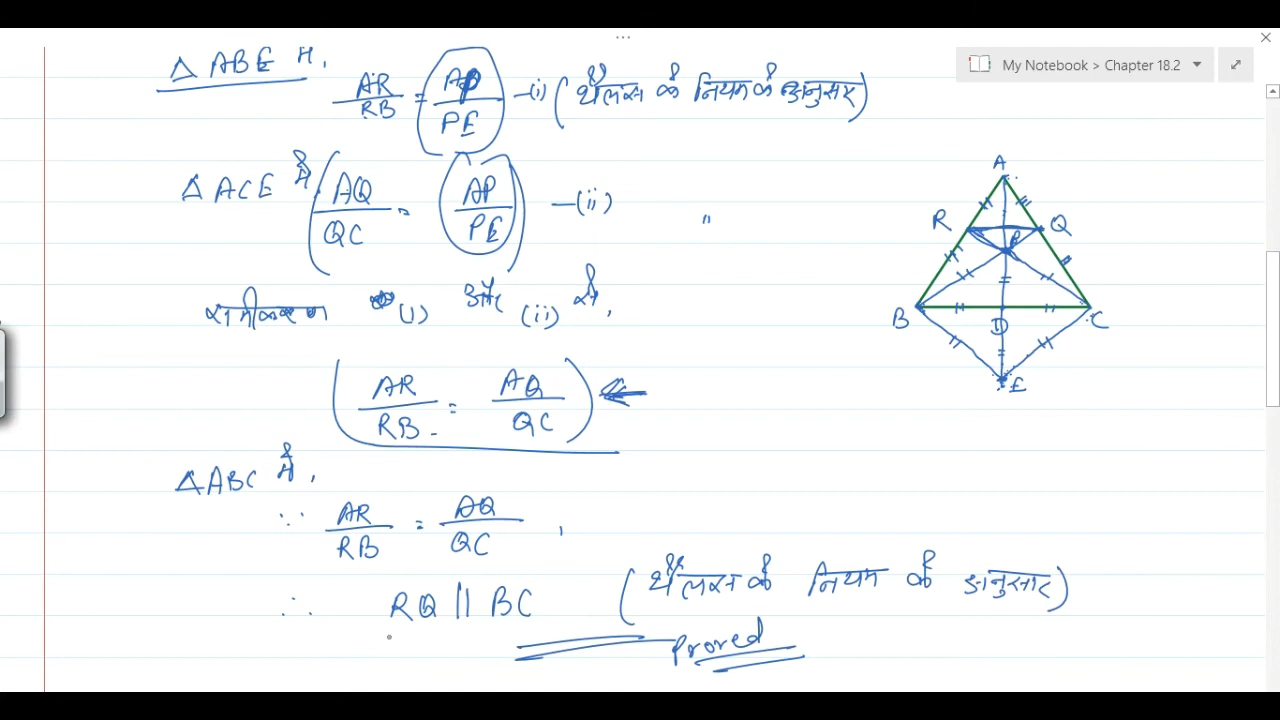 My Notebook > Chapter 18.2
△ ABE में,
AR/RB = AP/PE —(i) (थेल्स के नियम के अनुसार)
△ ACE में, AQ/QC = AP/PE —(ii) "
समीकरण (i) और (ii) से,
AR/RB = AQ/QC
△ABC में,
∵ AR/RB = AQ/QC ,
∴ RQ || BC (थेल्स के नियम के अनुसार)
Proved
A
R Q
P
B D C
E